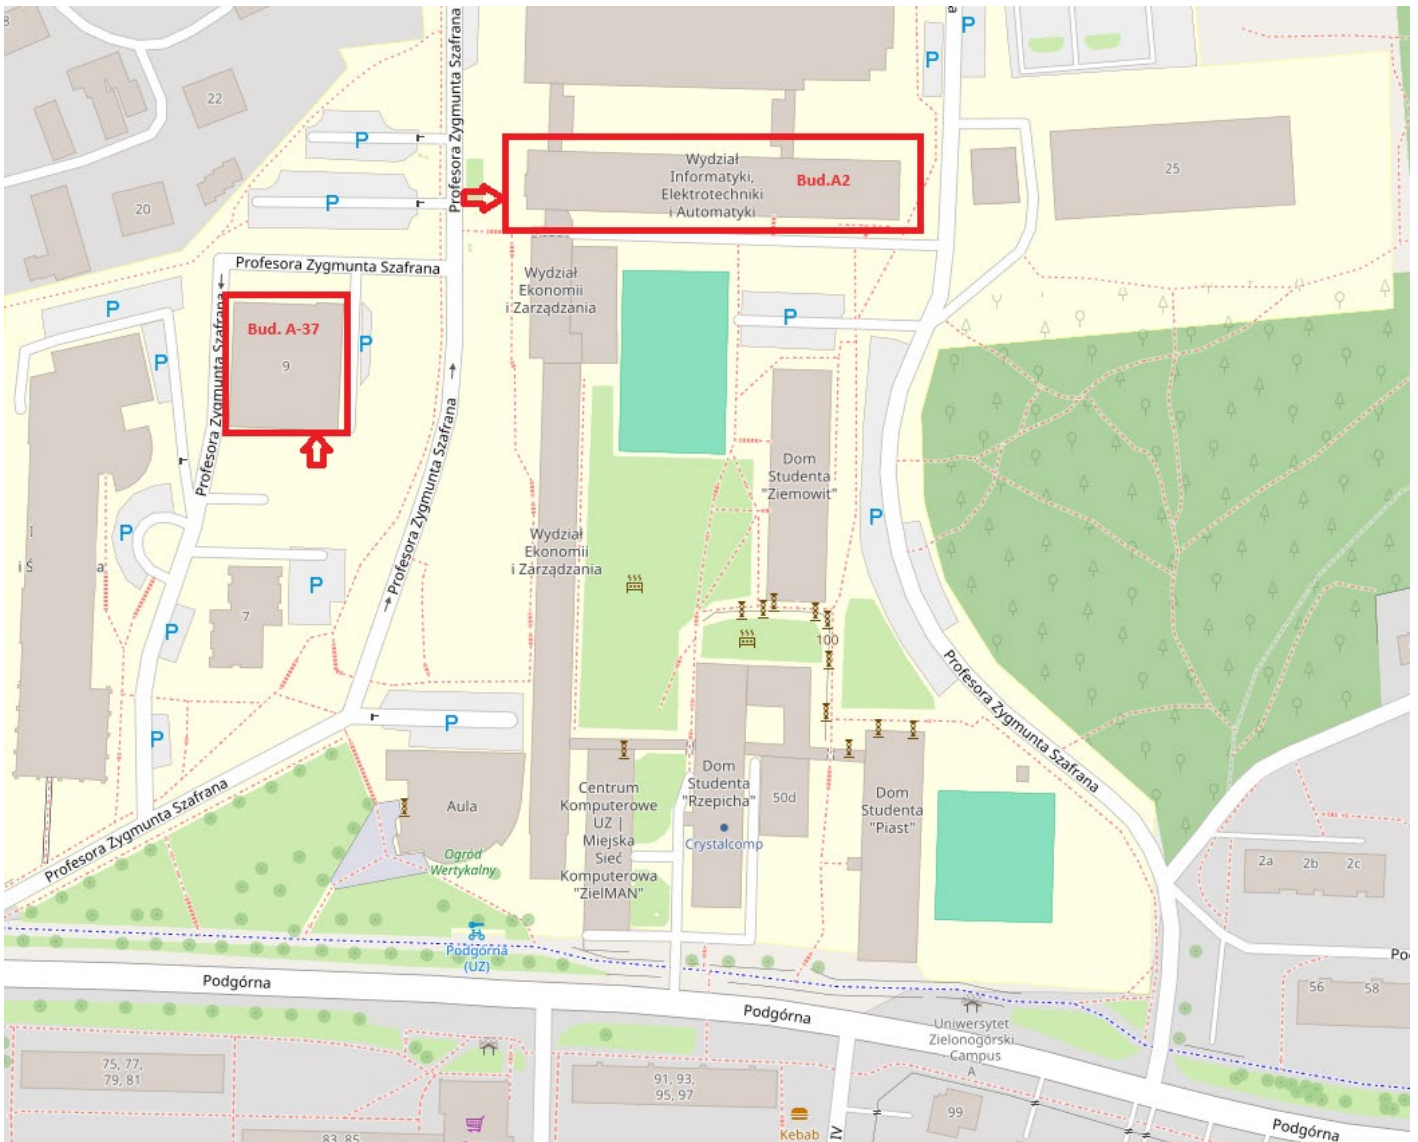 P
22
P
20
P
Profesora Zygmunta Szafrana
Profesora Zygmunta Szafrana
Wydział
Informatyki,
Elektrotechniki
i Automatyki
Bud.A2
a
P
P
25
Wydział
Ekonomii
i Zarządzania
P
P
P
Bud. A-37
9
P
Profesora Zygmunta Szafrana
Profesora Zygmunta Szafrana
Dom
Studenta
"Ziemowit"
P
P
Wydział
Ekonomii
i Zarządzania
i Ś
a
P
7
P
100
Profesora Zygmunta Szafrana
P
P
Aula
Ogród
Wertykalny
Profesora Zygmunta Szafrana
Centrum
Komputerowe
UZ |
Miejska
Sieć
Komputerowa
"ZielMAN"
Dom
Studenta
"Rzepicha"
Crystalcomp
50d
Dom
Studenta
"Piast"
2a
2b
2c
Podgórna
(UZ)
Podgórna
Podgórna
Uniwersytet
Zielonogórski
Campus
A
56
58
Po
75, 77,
79, 81
91, 93,
95, 97
99
83, 85
Kebab
IV
Podgórna